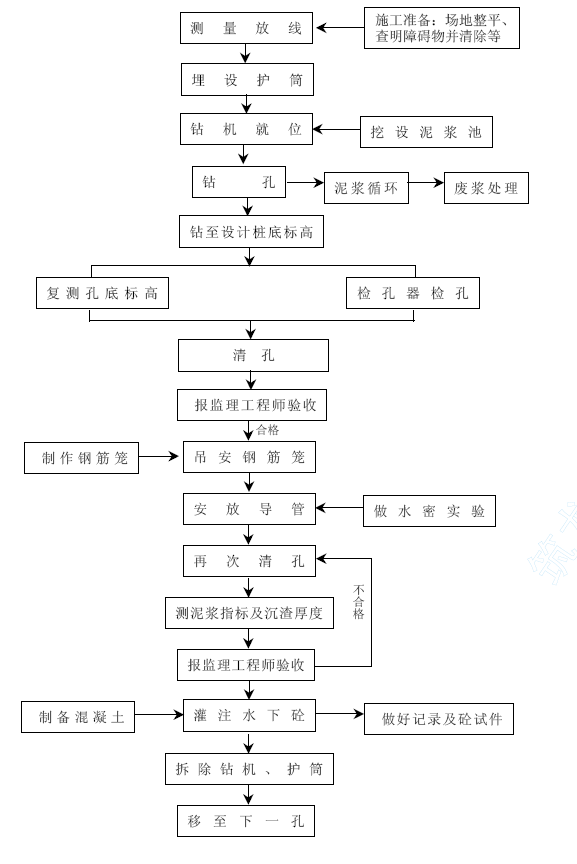 测量放线
施工准备：场地整平、
查明障碍物并清除等
埋设护筒
钻机就位
挖设泥浆池
钻孔
泥浆循环
废浆处理
钻至设计桩底标高
复测孔底标高
检孔器检孔
清孔
报监理工程师验收
合格
制作钢筋笼
吊安钢筋笼
安放导管
做水密实验
再次清孔
不合格
测泥浆指标及沉渣厚度
报监理工程师验收
制备混凝土
灌注水下砼
做好记录及砼试件
拆除钻机、护筒
移至下一孔
筑